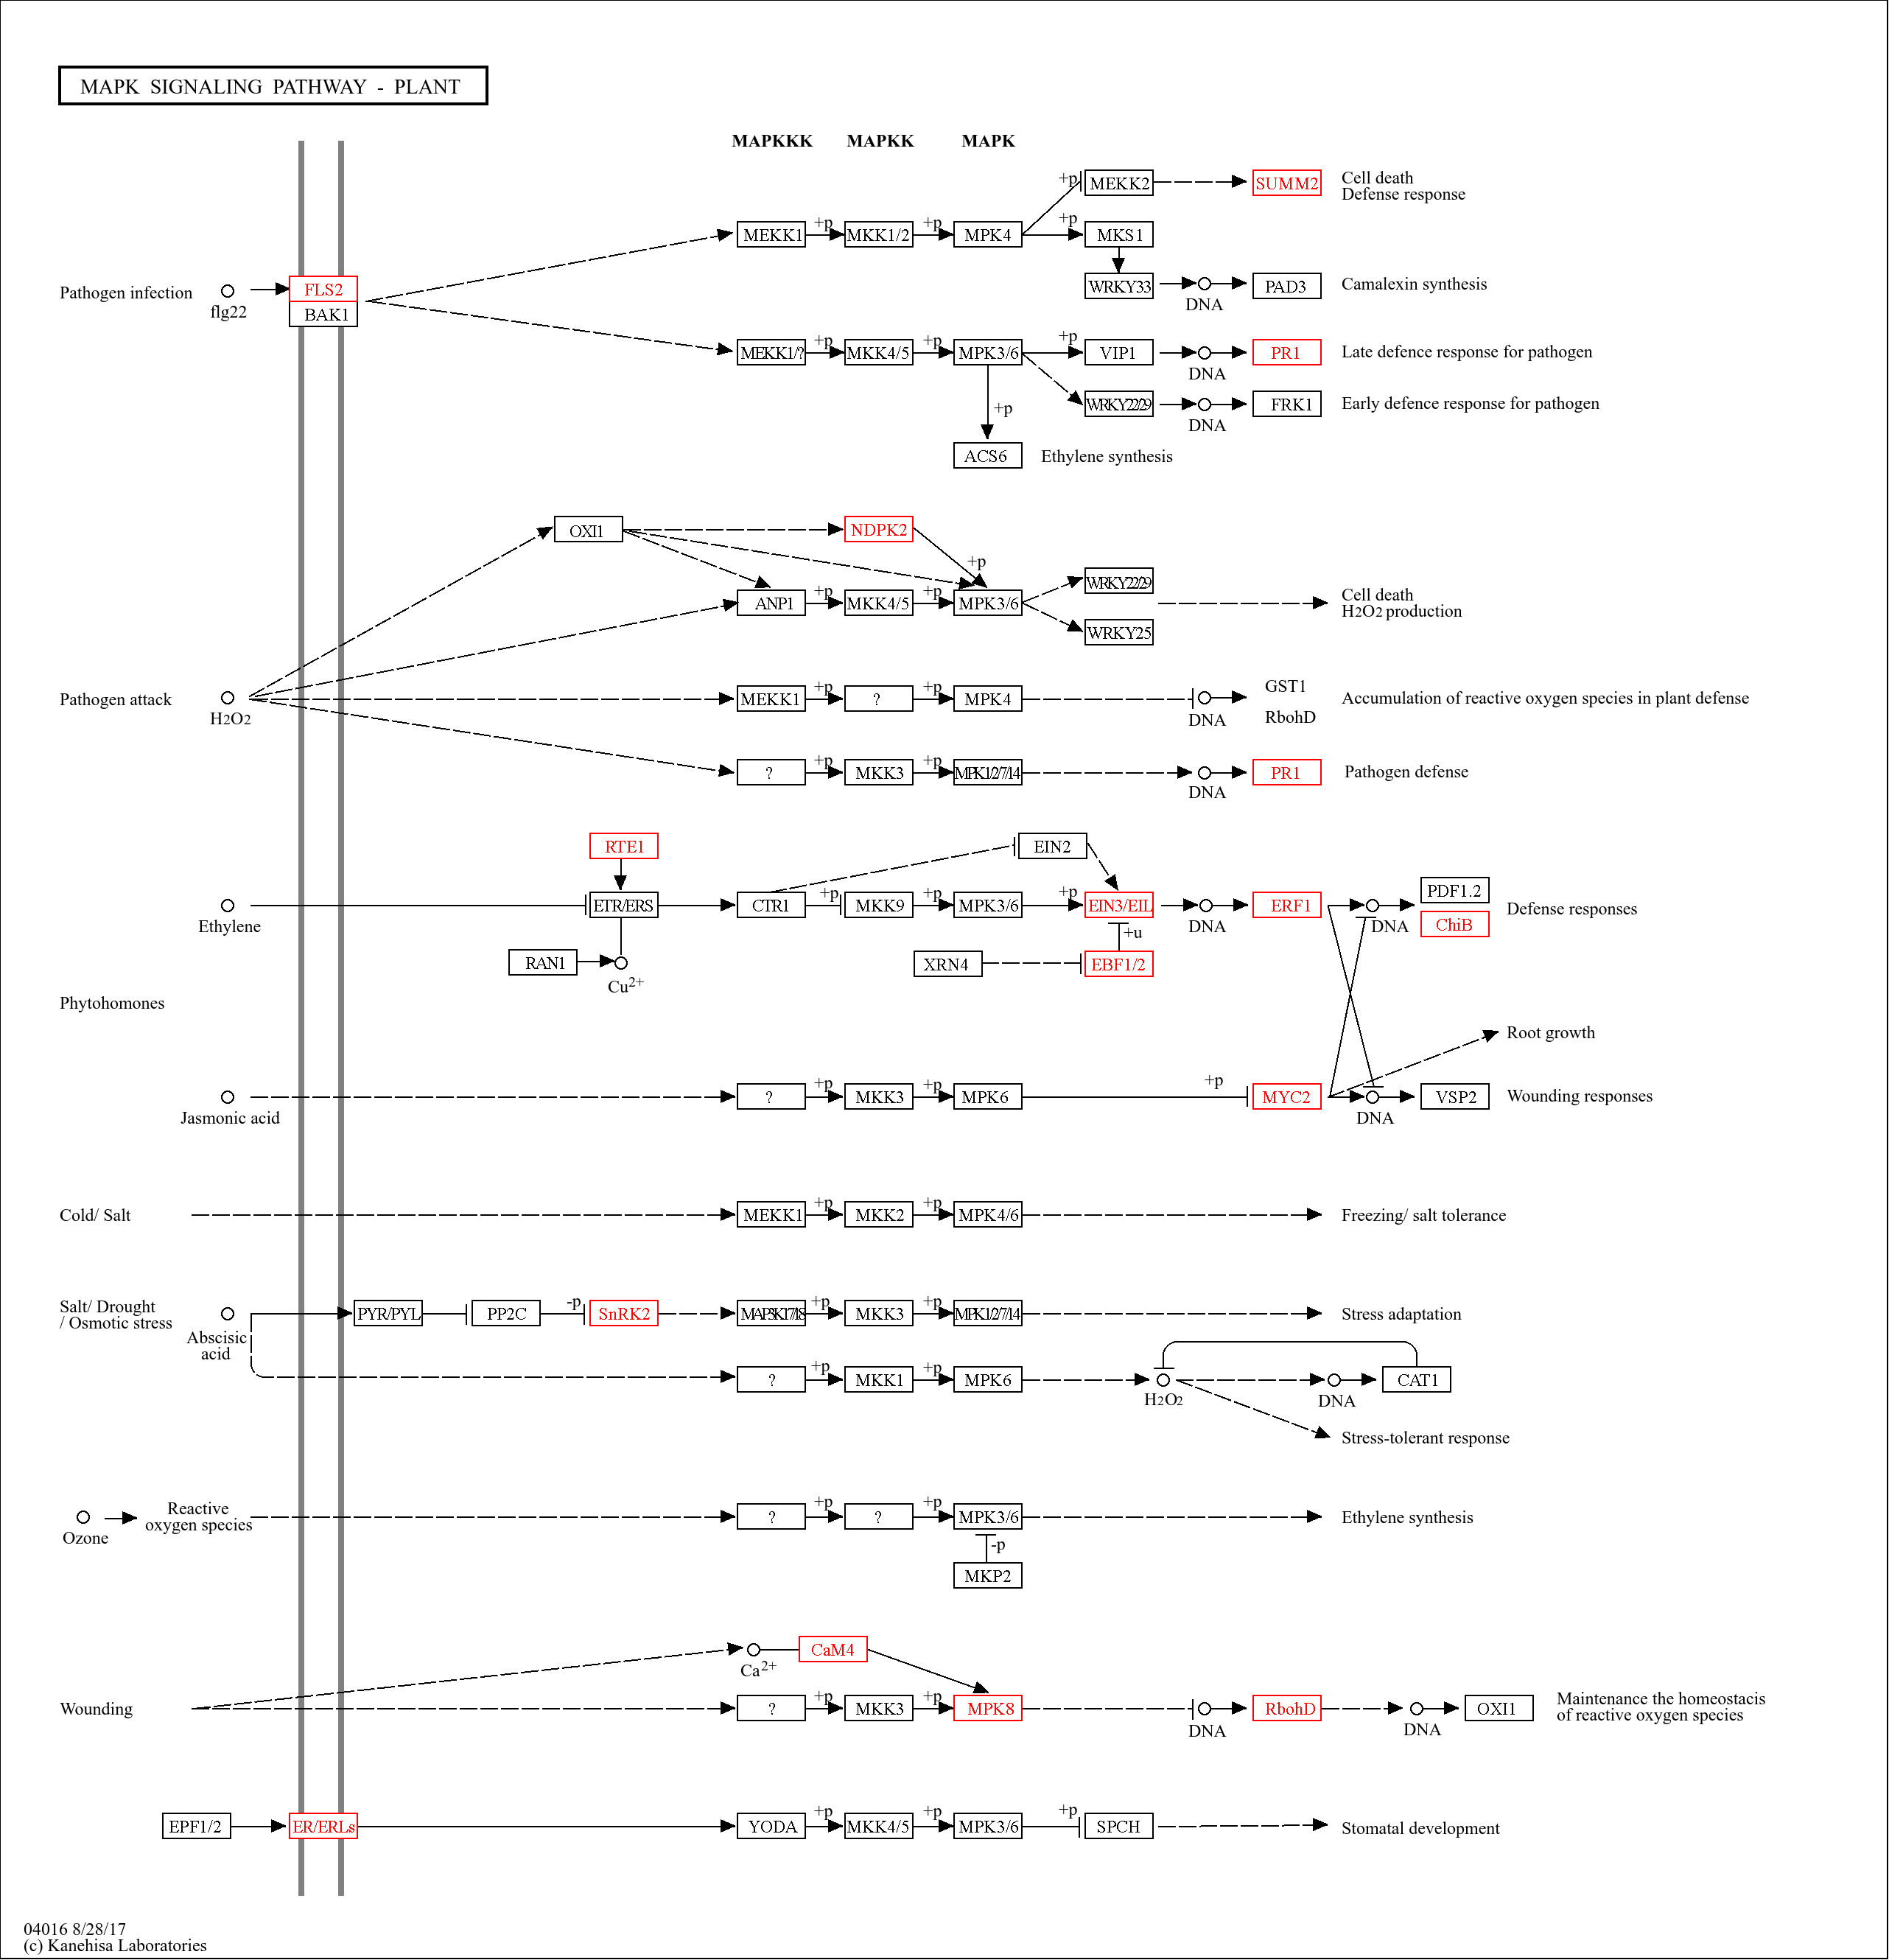 MAPK SIGNALING PATHWAY - PLANT
MAPKKK MAPKK MAPK
+p MEKK2 SUMM2 Cell death
Defense response
MEKK1 +p MKK1/2 +p MPK4 +p MKS1
Pathogen infection flg22 FLS2
BAK1
WRKY33 DNA PAD3 Camalexin synthesis
MEKK1/? +p MKK4/5 +p MPK3/6 +p VIP1 DNA PR1 Late defence response for pathogen
WRKY22/29 DNA FRK1 Early defence response for pathogen
+p
ACS6 Ethylene synthesis
OXI1 NDPK2
+p
WRKY22/29
ANP1 +p MKK4/5 +p MPK3/6 Cell death
H2O2 production
WRKY25
Pathogen attack H2O2 MEKK1 +p ? +p MPK4 DNA GST1
RbohD
Accumulation of reactive oxygen species in plant defense
? +p MKK3 +p MPK1/2/7/14 DNA PR1 Pathogen defense
RTE1 EIN2
Ethylene ETR/ERS CTR1 +p MKK9 +p MPK3/6 +p EIN3/EIL DNA ERF1 DNA PDF1.2
ChiB
Defense responses
+u
RAN1 Cu2+ XRN4 EBF1/2
Phytohomones
Root growth
Jasmonic acid ? +p MKK3 +p MPK6 +p MYC2 DNA VSP2 Wounding responses
Cold/ Salt MEKK1 +p MKK2 +p MPK4/6 Freezing/ salt tolerance
Salt/ Drought
/ Osmotic stress
Abscisic
acid
PYR/PYL PP2C -p SnRK2 MAP3K17/18 +p MKK3 +p MPK1/2/7/14 Stress adaptation
? +p MKK1 +p MPK6 H2O2 DNA CAT1
Stress-tolerant response
Ozone Reactive
oxygen species
? +p ? +p MPK3/6 Ethylene synthesis
-p
MKP2
Ca2+ CaM4
Wounding ? +p MKK3 +p MPK8 DNA RbohD DNA OXI1 Maintenance the homeostacis
of reactive oxygen species
EPF1/2 ER/ERLs YODA +p MKK4/5 +p MPK3/6 +p SPCH Stomatal development
04016 8/28/17
(c) Kanehisa Laboratories